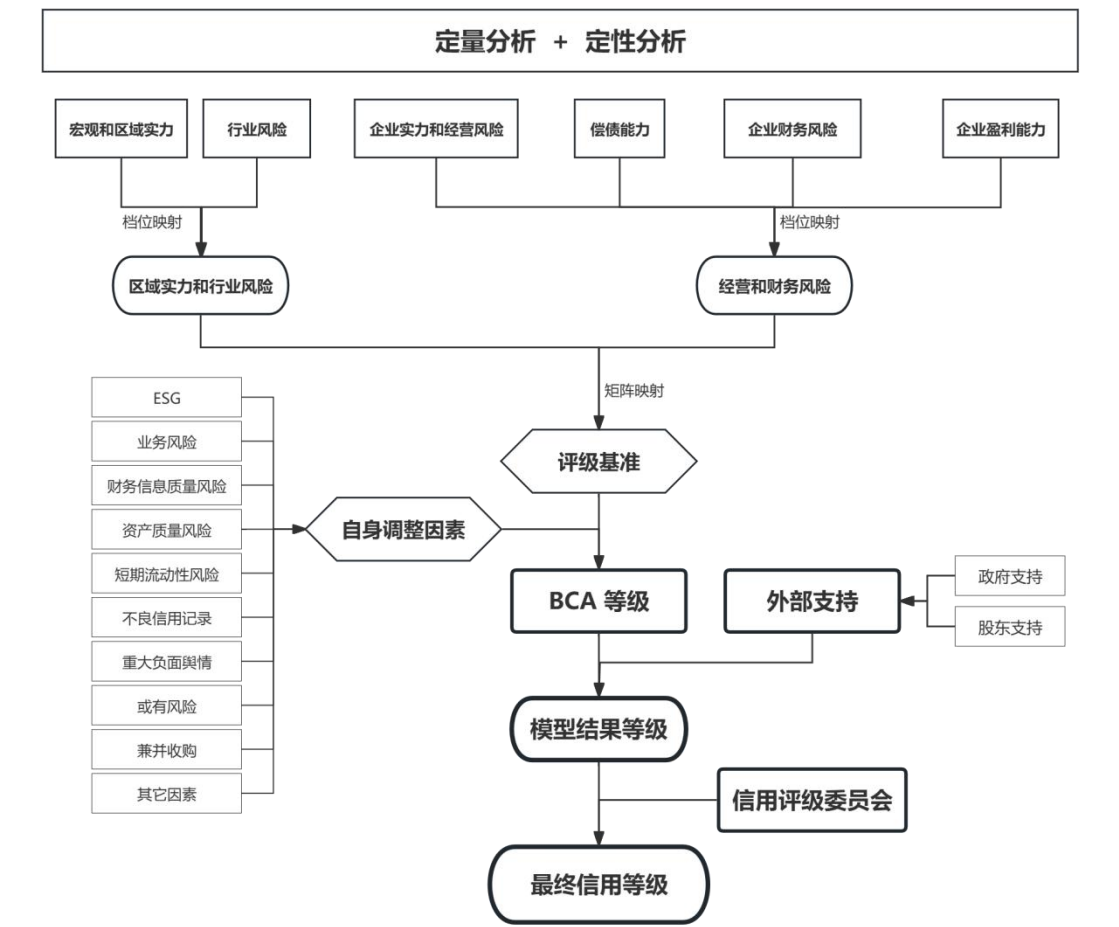 定量分析 + 定性分析
宏观和区域实力
行业风险
企业实力和经营风险
偿债能力
企业财务风险
企业盈利能力
档位映射
档位映射
区域实力和行业风险
经营和财务风险
矩阵映射
ESG
业务风险
财务信息质量风险
资产质量风险
短期流动性风险
不良信用记录
重大负面舆情
或有风险
兼并收购
其它因素
评级基准
自身调整因素
BCA 等级
外部支持
政府支持
股东支持
模型结果等级
信用评级委员会
最终信用等级